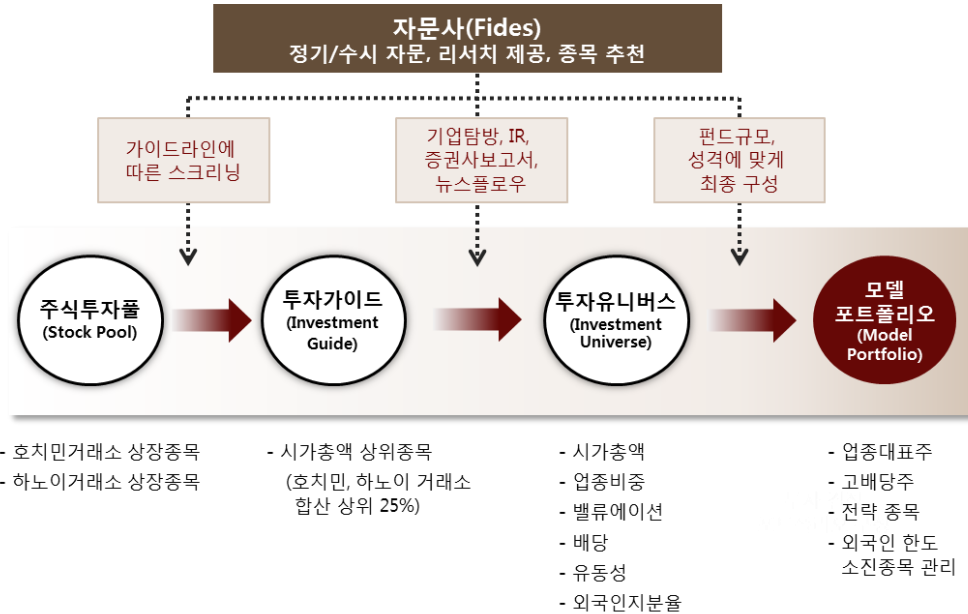 자문사(Fides)
정기/수시 자문, 리서치 제공, 종목 추천
가이드라인에
따른 스크리닝
기업탐방, IR,
증권사보고서,
뉴스플로우
펀드규모,
성격에 맞게
최종 구성
주식투자풀
(Stock Pool)
투자가이드
(Investment
Guide)
투자유니버스
(Investment
Universe)
모델
포트폴리오
(Model
Portfolio)
- 호치민거래소 상장종목
- 하노이거래소 상장종목
- 시가총액 상위종목
(호치민, 하노이 거래소
합산 상위 25%)
- 시가총액
- 업종비중
- 밸류에이션
- 배당
- 유동성
- 외국인지분율
- 업종대표주
- 고배당주
- 전략 종목
- 외국인 한도
소진종목 관리